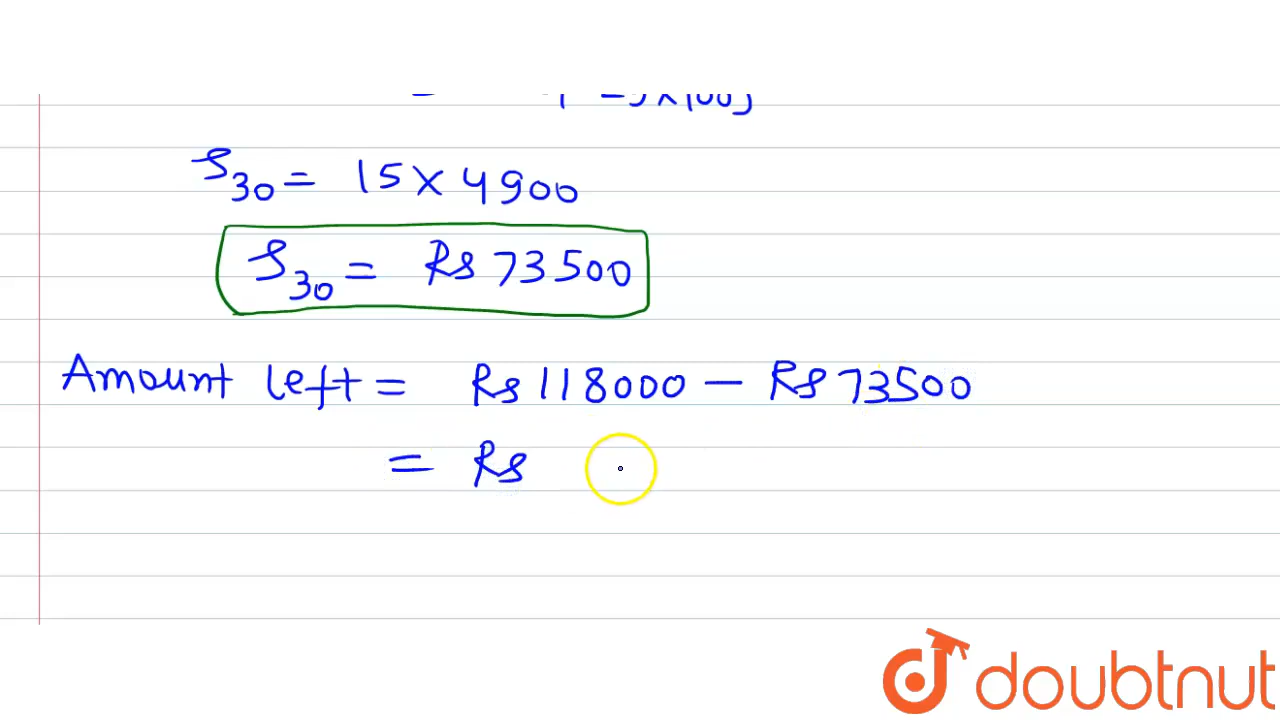 S30 = 15 × 4900
S30 = Rs 73500
Amount left = Rs 118000 − Rs 73500
= Rs
doubtnut